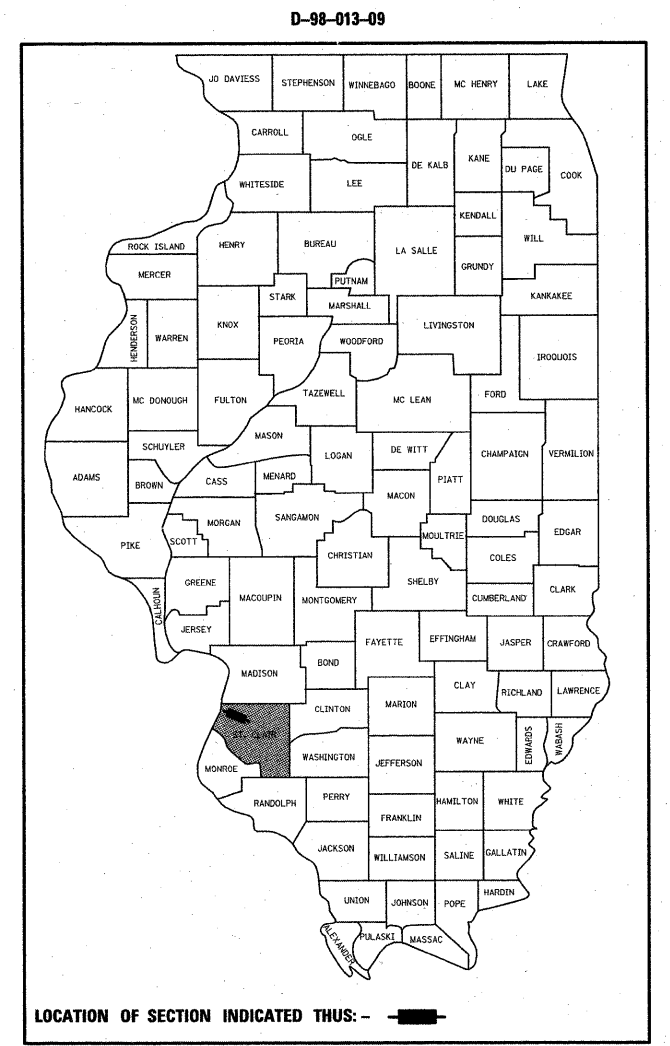 D-98-013-09
JO DAVIESS
STEPHENSON
WINNEBAGO
BOONE
MC HENRY
LAKE
CARROLL
OGLE
DE KALB
KANE
DU PAGE
COOK
WHITESIDE
LEE
KENDALL
WILL
ROCK ISLAND
HENRY
BUREAU
LA SALLE
GRUNDY
MERCER
PUTNAM
STARK
MARSHALL
KANKAKEE
HENDERSON
WARREN
KNOX
PEORIA
WOODFORD
LIVINGSTON
IROQUOIS
HANCOCK
MC DONOUGH
FULTON
TAZEWELL
MC LEAN
FORD
MASON
SCHUYLER
LOGAN
DE WITT
CHAMPAIGN
VERMILION
ADAMS
BROWN
CASS
MENARD
MACON
PIATT
MORGAN
SANGAMON
DOUGLAS
EDGAR
PIKE
SCOTT
CHRISTIAN
MOULTRIE
COLES
CALHOUN
GREENE
MACOUPIN
MONTGOMERY
SHELBY
CUMBERLAND
CLARK
JERSEY
FAYETTE
EFFINGHAM
JASPER
CRAWFORD
MADISON
BOND
CLAY
RICHLAND
LAWRENCE
CLINTON
MARION
ST. CLAIR
WAYNE
EDWARDS
WABASH
WASHINGTON
JEFFERSON
MONROE
RANDOLPH
PERRY
HAMILTON
WHITE
FRANKLIN
JACKSON
WILLIAMSON
SALINE
GALLATIN
UNION
JOHNSON
POPE
HARDIN
ALEXANDER
PULASKI
MASSAC
LOCATION OF SECTION INDICATED THUS: -